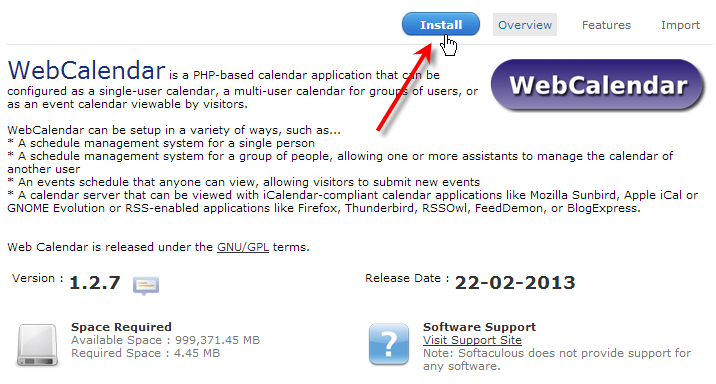 Install Overview Features Import
WebCalendar is a PHP-based calendar application that can be
configured as a single-user calendar, a multi-user calendar for groups of users, or
as an event calendar viewable by visitors.
WebCalendar
WebCalendar can be setup in a variety of ways, such as...
* A schedule management system for a single person
* A schedule management system for a group of people, allowing one or more assistants to manage the calendar of
another user
* An events schedule that anyone can view, allowing visitors to submit new events
* A calendar server that can be viewed with iCalendar-compliant calendar applications like Mozilla Sunbird, Apple iCal or
GNOME Evolution or RSS-enabled applications like Firefox, Thunderbird, RSSOwl, FeedDemon, or BlogExpress.
Web Calendar is released under the GNU/GPL terms.
Version : 1.2.7
Release Date : 22-02-2013
Space Required
Available Space : 999,371.45 MB
Required Space : 4.45 MB
Software Support
Visit Support Site
Note: Softaculous does not provide support for
any software.